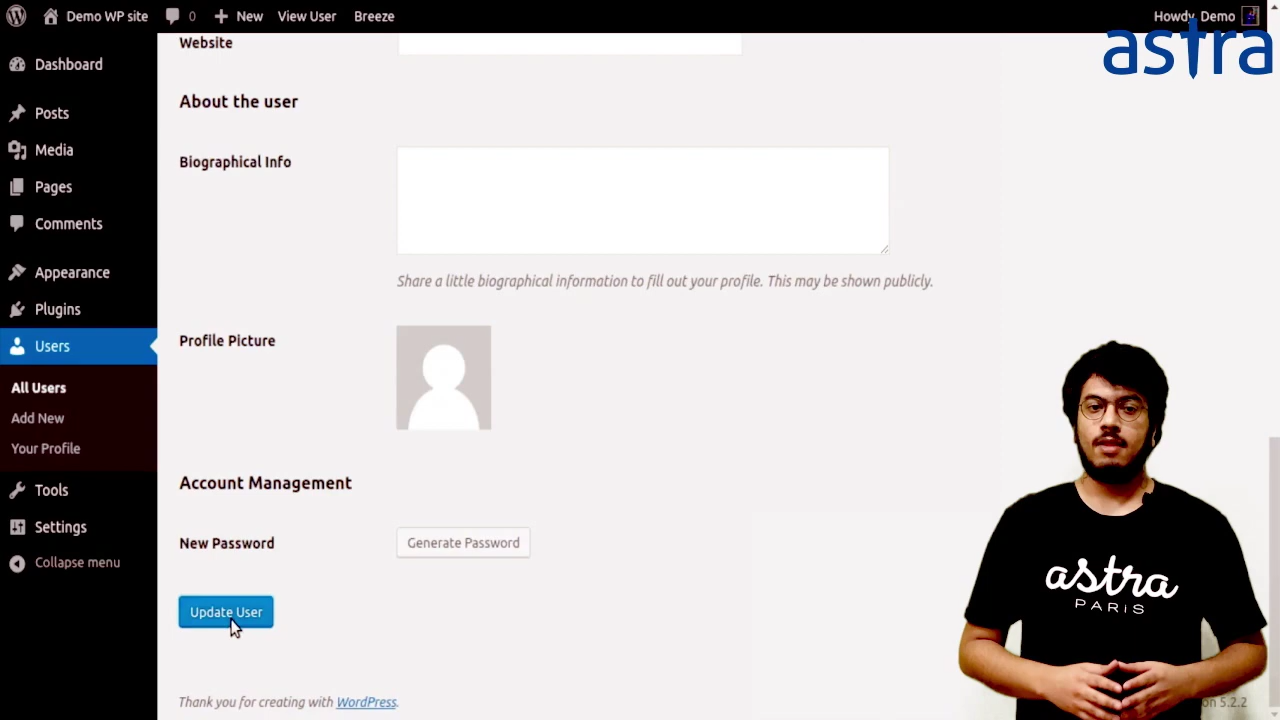 Demo WP site 0 New View User Breeze Howdy, Demo
astra
Dashboard
Posts
Media
Pages
Comments
Appearance
Plugins
Users
All Users
Add New
Your Profile
Tools
Settings
Collapse menu
Website
About the user
Biographical Info
Share a little biographical information to fill out your profile. This may be shown publicly.
Profile Picture
Account Management
New Password Generate Password
Update User
Thank you for creating with WordPress.
5.2.2
astra
PARIS